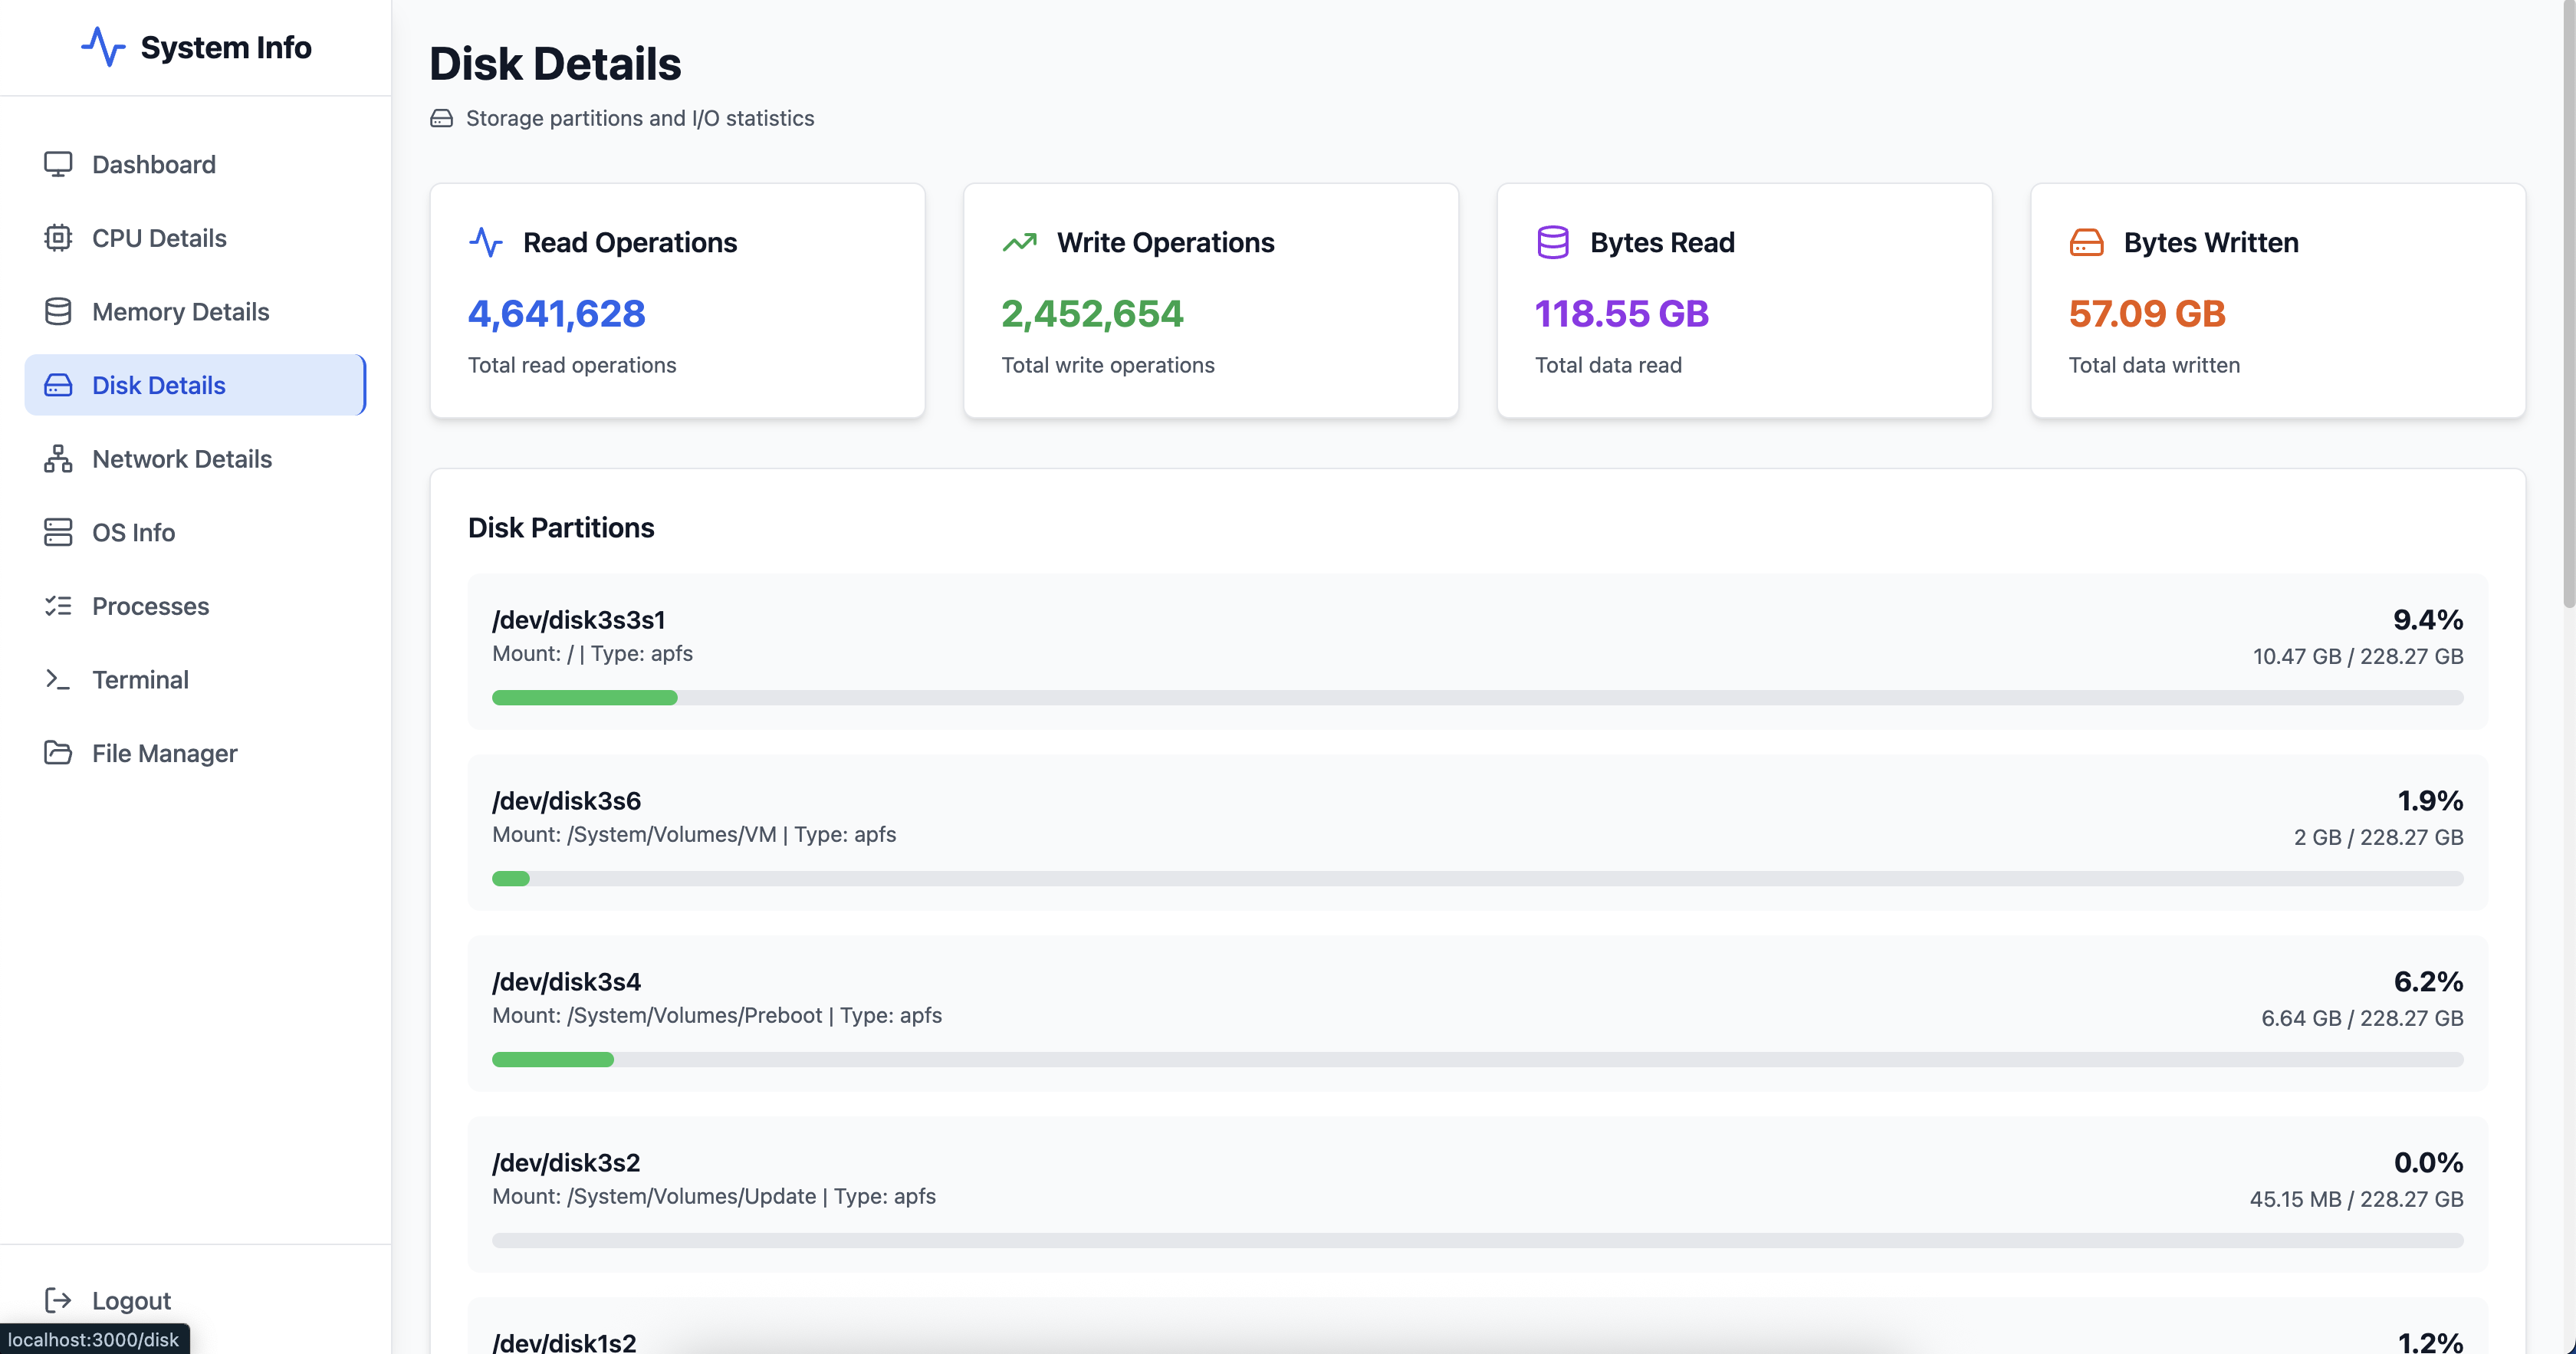 System Info
Dashboard
CPU Details
Memory Details
Disk Details
Network Details
OS Info
Processes
Terminal
File Manager
Logout
localhost:3000/disk
Disk Details
Storage partitions and I/O statistics
Read Operations
4,641,628
Total read operations
Write Operations
2,452,654
Total write operations
Bytes Read
118.55 GB
Total data read
Bytes Written
57.09 GB
Total data written
Disk Partitions
/dev/disk3s3s1
Mount: / | Type: apfs
9.4%
10.47 GB / 228.27 GB
/dev/disk3s6
Mount: /System/Volumes/VM | Type: apfs
1.9%
2 GB / 228.27 GB
/dev/disk3s4
Mount: /System/Volumes/Preboot | Type: apfs
6.2%
6.64 GB / 228.27 GB
/dev/disk3s2
Mount: /System/Volumes/Update | Type: apfs
0.0%
45.15 MB / 228.27 GB
/dev/disk1s2
1.2%